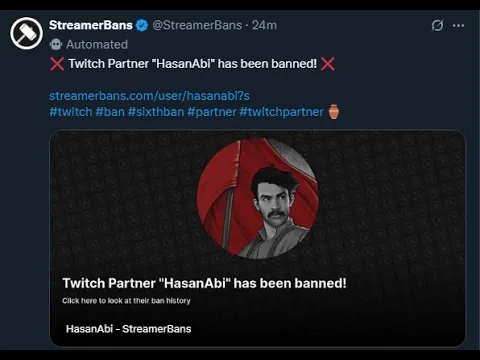 StreamerBans @StreamerBans · 24m
Automated
❌ Twitch Partner "HasanAbi" has been banned! ❌
streamerbans.com/user/hasanabi?s
#twitch #ban #sixthban #partner #twitchpartner 🏺
Twitch Partner "HasanAbi" has been banned!
Click here to look at their ban history
HasanAbi - StreamerBans